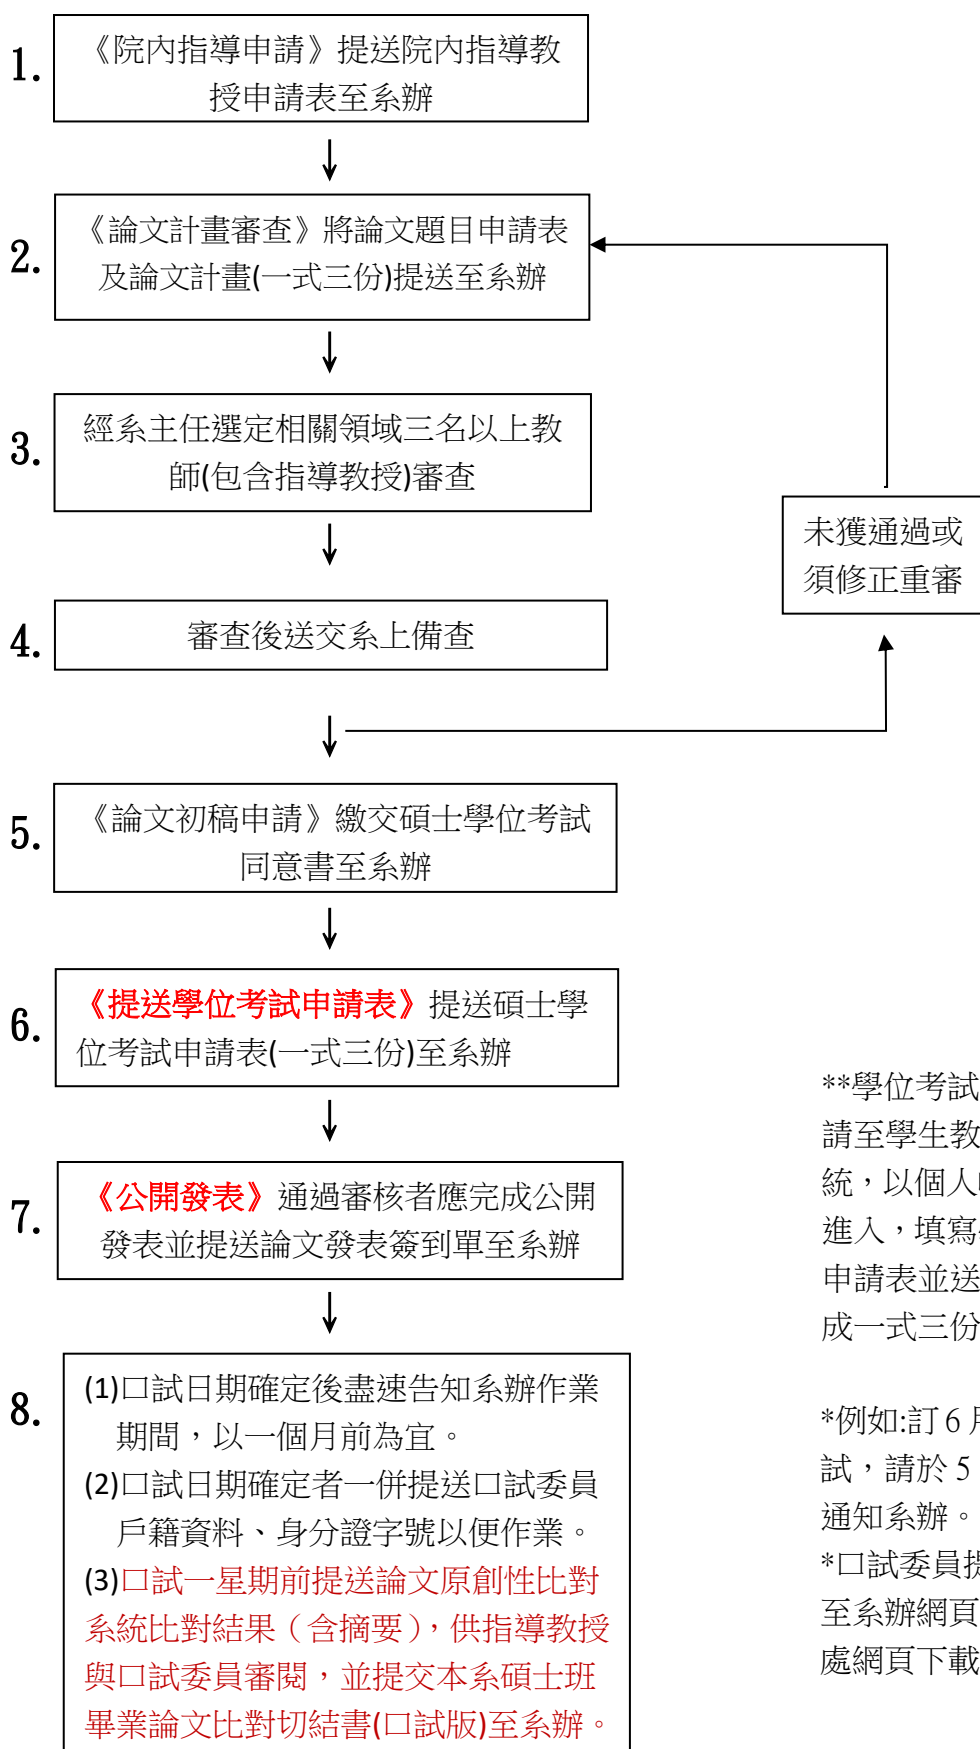 1.
《院內指導申請》提送院內指導教
授申請表至系辦
2.
《論文計畫審查》將論文題目申請表
及論文計畫(一式三份)提送至系辦
3.
經系主任選定相關領域三名以上教
師(包含指導教授)審查
未獲通過或
須修正重審
4.
審查後送交系上備查
5.
《論文初稿申請》繳交碩士學位考試
同意書至系辦
6.
《提送學位考試申請表》提送碩士學
位考試申請表(一式三份)至系辦
7.
《公開發表》通過審核者應完成公開
發表並提送論文發表簽到單至系辦
8.
(1)口試日期確定後盡速告知系辦作業
期間，以一個月前為宜。
(2)口試日期確定者一併提送口試委員
戶籍資料、身分證字號以便作業。
(3)口試一星期前提送論文原創性比對
系統比對結果（含摘要），供指導教授
與口試委員審閱，並提交本系碩士班
畢業論文比對切結書(口試版)至系辦。
**學位考試
請至學生教
統，以個人
進入，填寫
申請表並送
成一式三份
*例如:訂 6 月
試，請於 5
通知系辦。
*口試委員提
至系辦網頁
處網頁下載